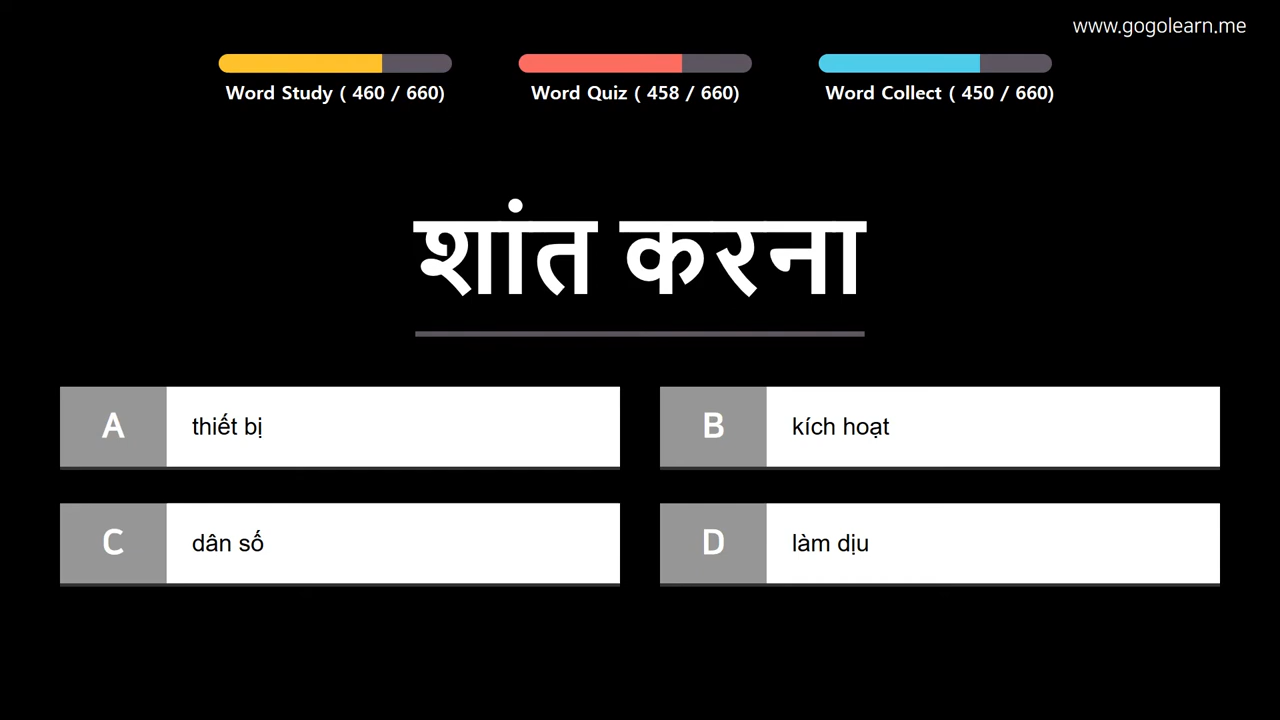 www.gogolearn.me
Word Study ( 460 / 660)
Word Quiz ( 458 / 660)
Word Collect ( 450 / 660)
शांत करना
A thiết bị
B kích hoạt
C dân số
D làm dịu